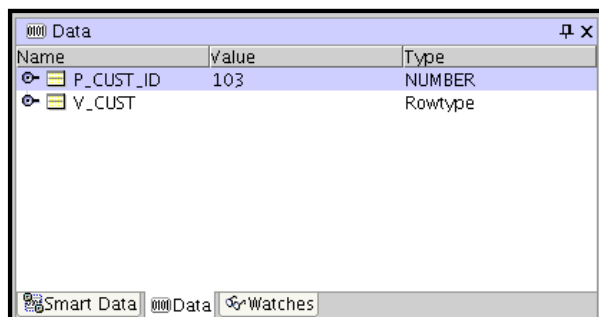 Data
Name Value Type
P_CUST_ID 103 NUMBER
V_CUST Rowtype
Smart Data Data Watches